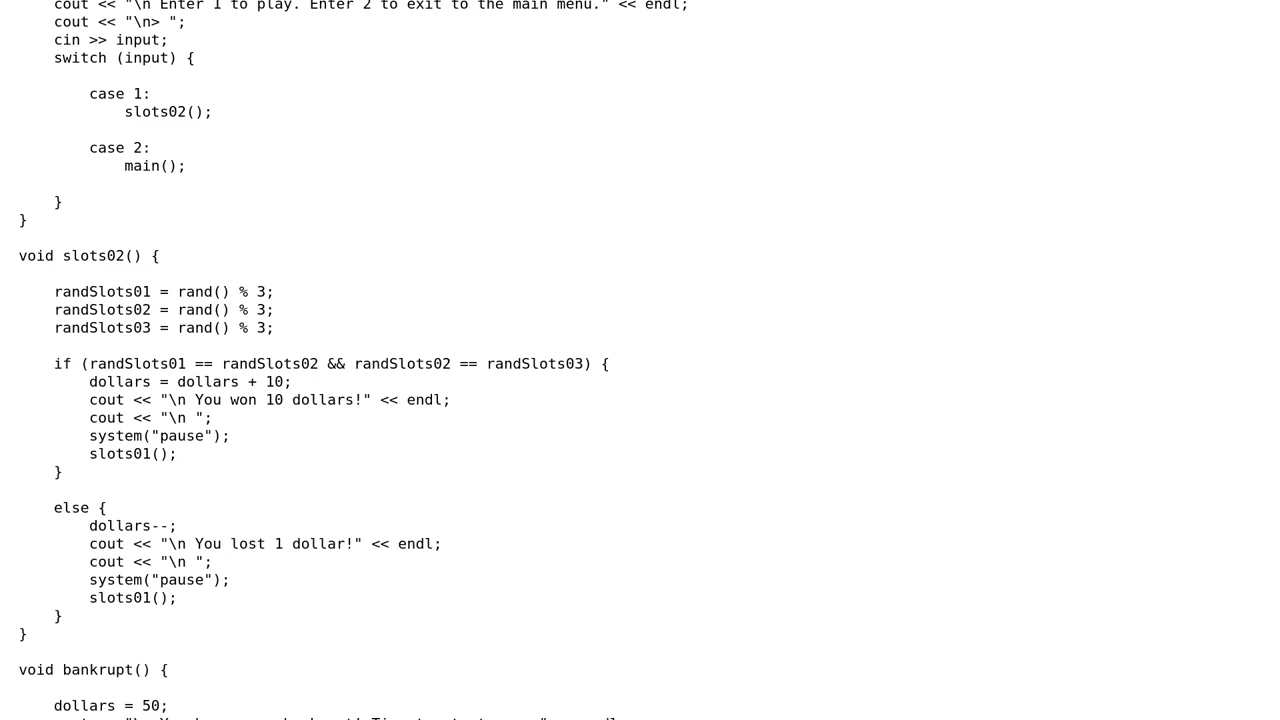 cout << "\n Enter 1 to play. Enter 2 to exit to the main menu." << endl;
cout << "\n> ";
cin >> input;
switch (input) {
case 1:
slots02();
case 2:
main();
}
}
void slots02() {
randSlots01 = rand() % 3;
randSlots02 = rand() % 3;
randSlots03 = rand() % 3;
if (randSlots01 == randSlots02 && randSlots02 == randSlots03) {
dollars = dollars + 10;
cout << "\n You won 10 dollars!" << endl;
cout << "\n ";
system("pause");
slots01();
}
else {
dollars--;
cout << "\n You lost 1 dollar!" << endl;
cout << "\n ";
system("pause");
slots01();
}
}
void bankrupt() {
dollars = 50;